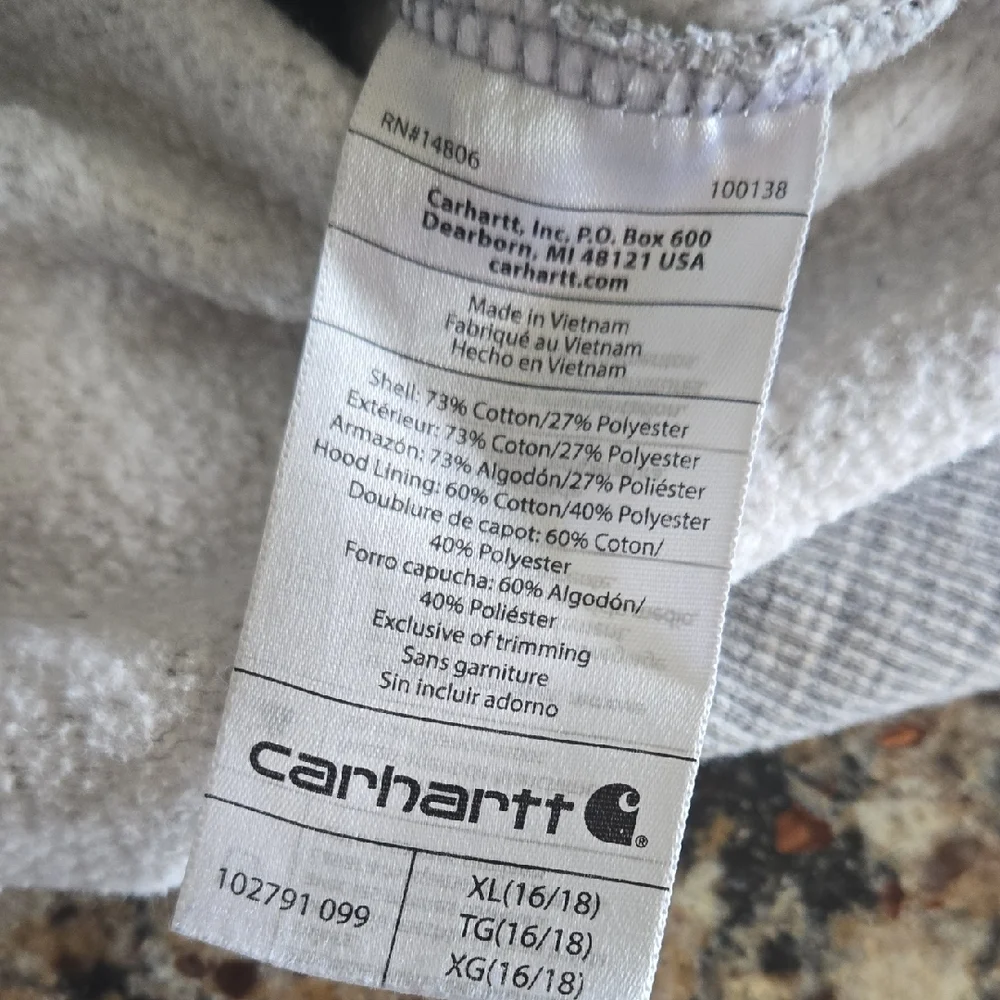 RN#14806
100138
Carhartt, Inc, P.O. Box 600
Dearborn, MI 48121 USA
carhartt.com
Made in Vietnam
Fabriqué au Vietnam
Hecho en Vietnam
Shell: 73% Cotton/27% Polyester
Extérieur: 73% Coton/27% Polyester
Armazón: 73% Algodón/27% Poliéster
Hood Lining: 60% Cotton/40% Polyester
Doublure de capot: 60% Coton/
40% Polyester
Forro capucha: 60% Algodón/
40% Poliéster
Exclusive of trimming
Sans garniture
Sin incluir adorno
carhartt ®
102791 099
XL(16/18)
TG(16/18)
XG(16/18)